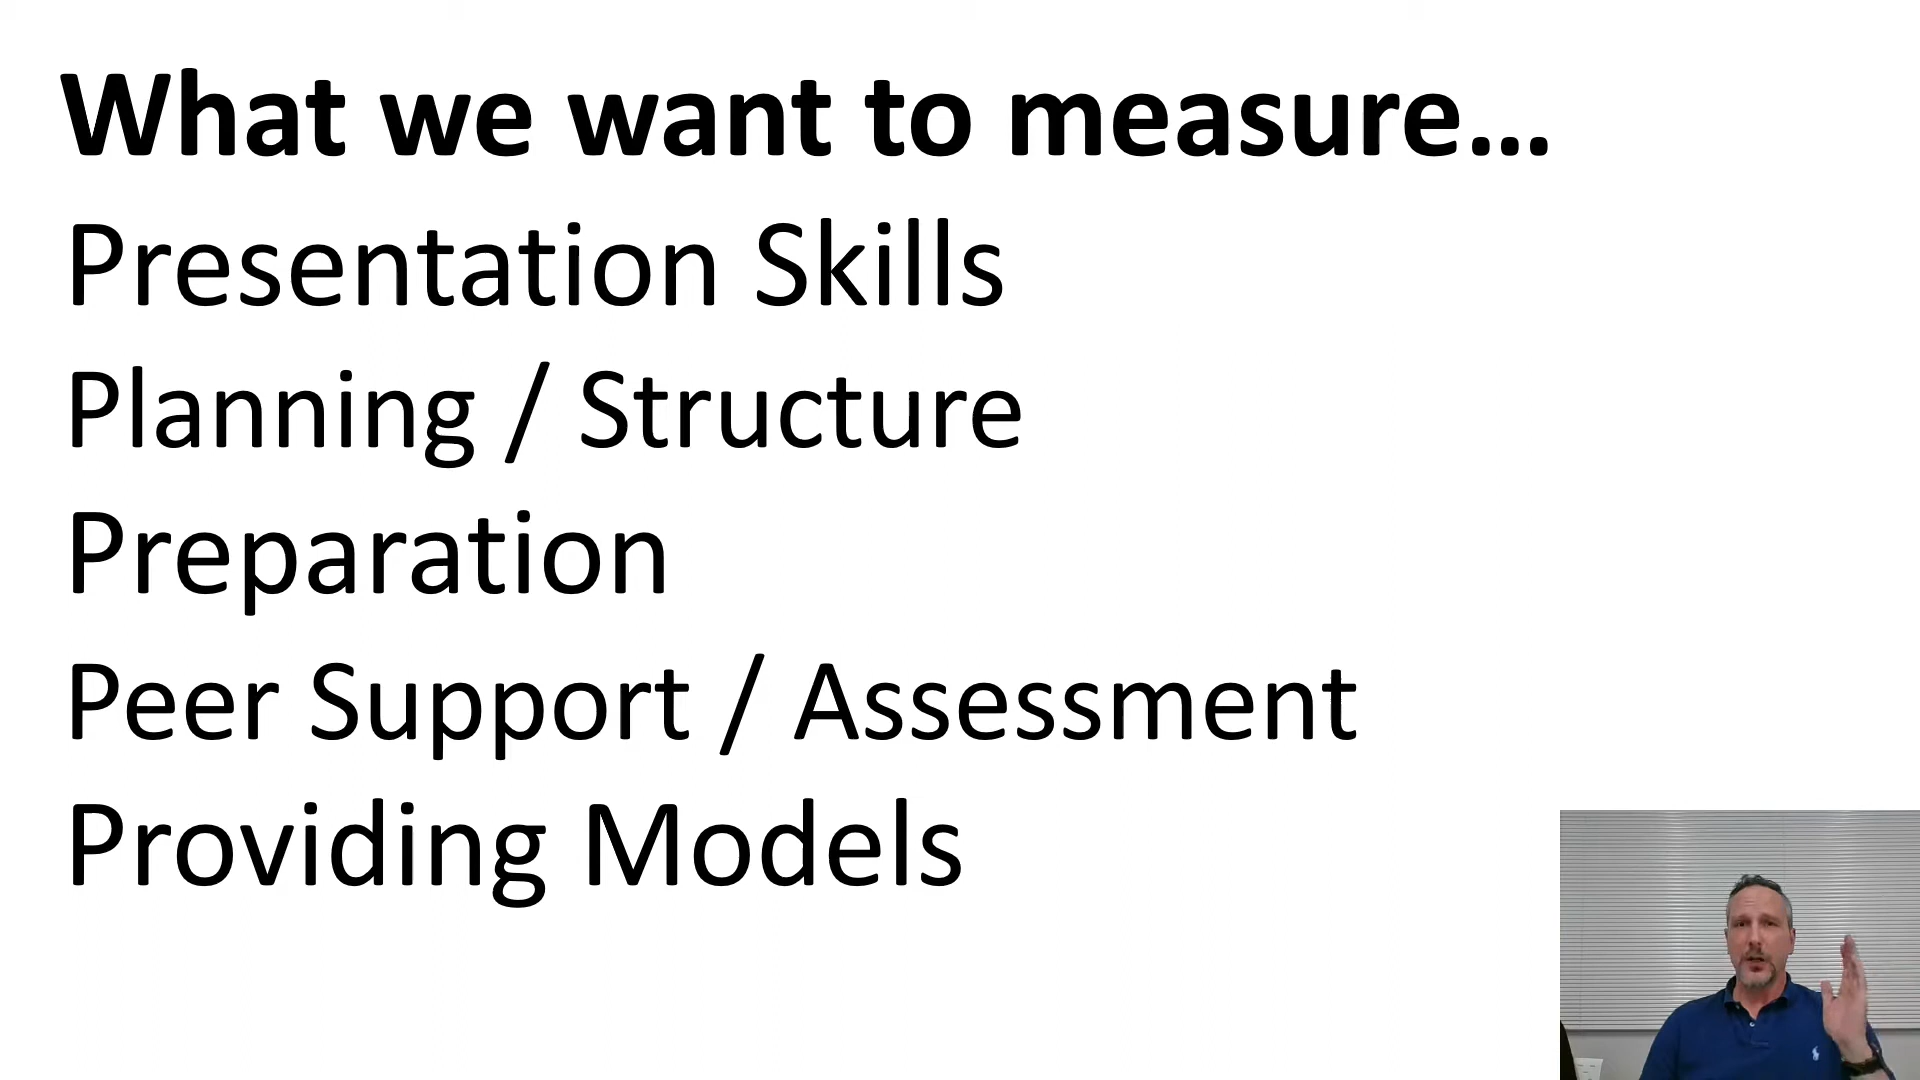 What we want to measure...
Presentation Skills
Planning / Structure
Preparation
Peer Support / Assessment
Providing Models